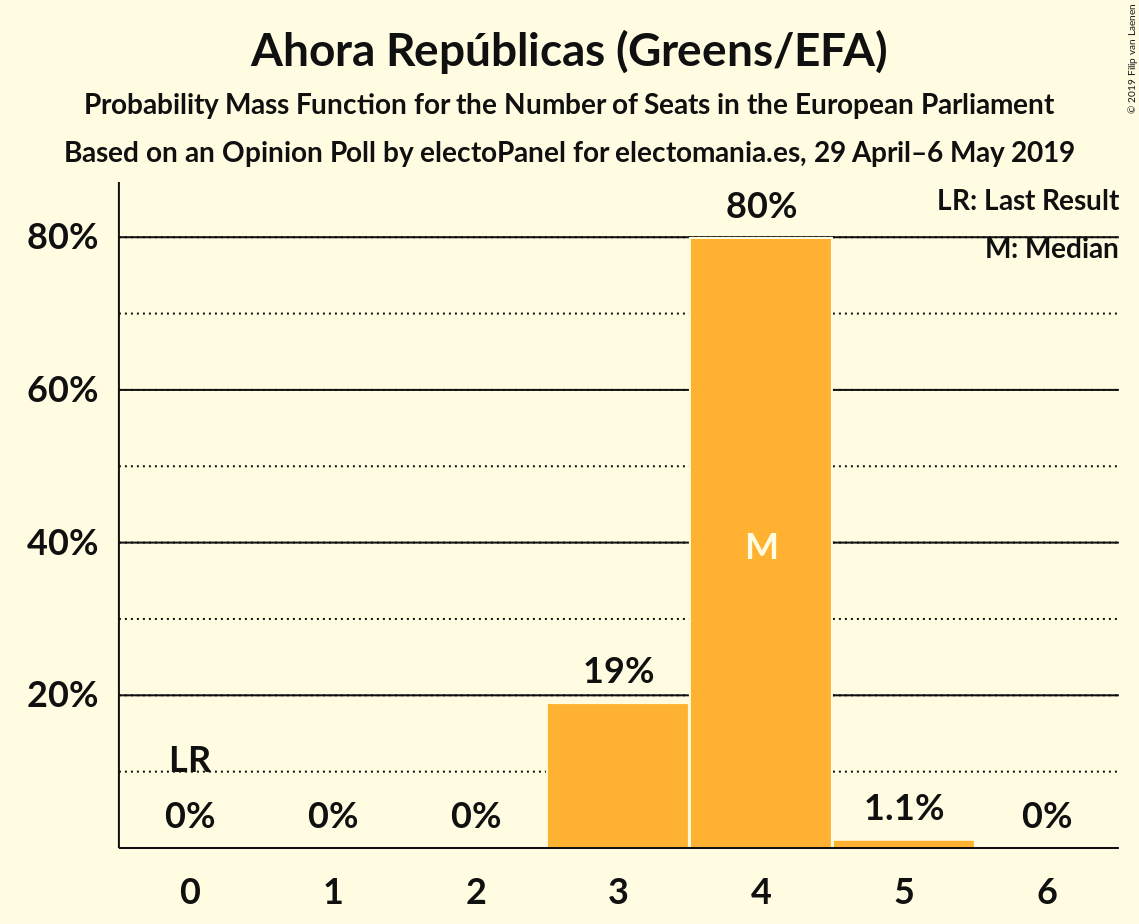 Ahora Repúblicas (Greens/EFA)
Probability Mass Function for the Number of Seats in the European Parliament
Based on an Opinion Poll by electoPanel for electomania.es, 29 April–6 May 2019
© 2019 Filip van Laenen
LR: Last Result
M: Median
80%
60%
40%
20%
LR
0%
0%
0%
19%
80%
M
1.1%
0%
0
1
2
3
4
5
6